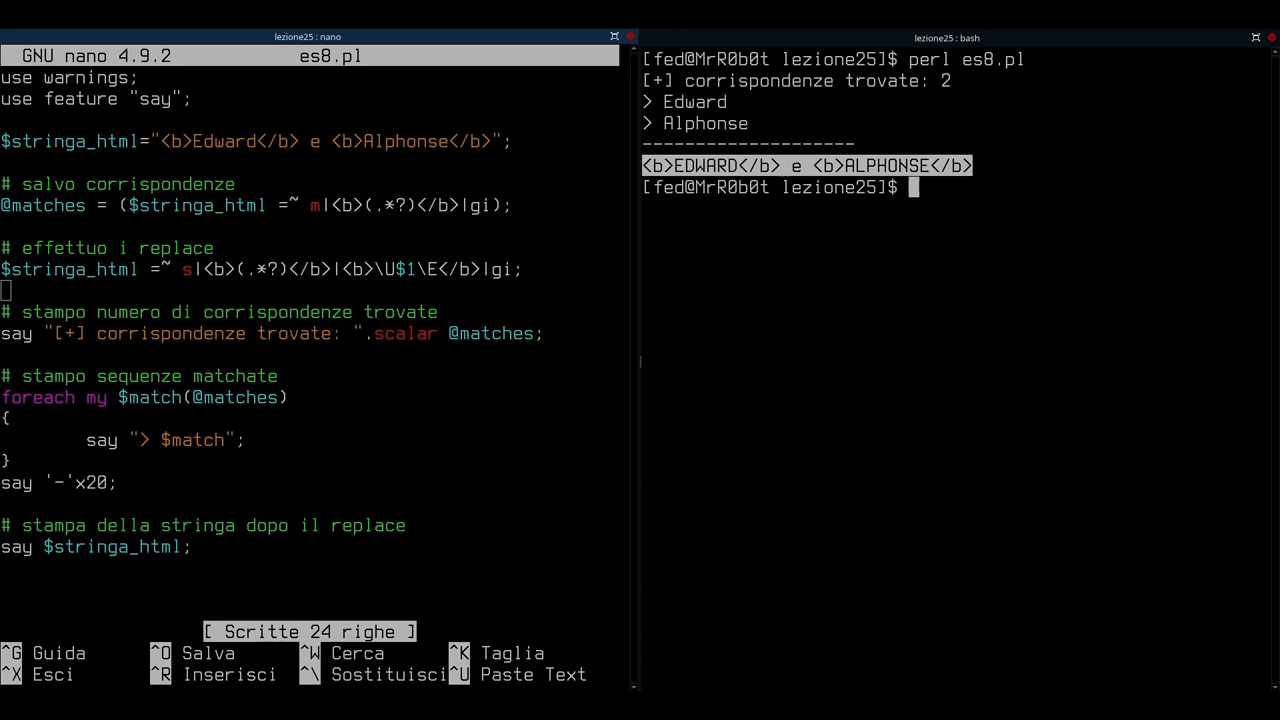 lezione25 : nano
GNU nano 4.9.2 es8.pl
use warnings;
use feature "say";
$stringa_html="<b>Edward</b> e <b>Alphonse</b>";
# salvo corrispondenze
@matches = ($stringa_html =~ m|<b>(.*?)</b>|gi);
# effettuo i replace
$stringa_html =~ s|<b>(.*?)</b>|<b>\U$1\E</b>|gi;
# stampo numero di corrispondenze trovate
say "[+] corrispondenze trovate: ".scalar @matches;
# stampo sequenze matchate
foreach my $match(@matches)
{
say "> $match";
}
say '-'x20;
# stampa della stringa dopo il replace
say $stringa_html;
[ Scritte 24 righe ]
^G Guida ^O Salva ^W Cerca ^K Taglia
^X Esci ^R Inserisci ^\ Sostituisci ^U Paste Text
lezione25 : bash
[fed@MrR0b0t lezione25]$ perl es8.pl
[+] corrispondenze trovate: 2
> Edward
> Alphonse
--------------------
<b>EDWARD</b> e <b>ALPHONSE</b>
[fed@MrR0b0t lezione25]$